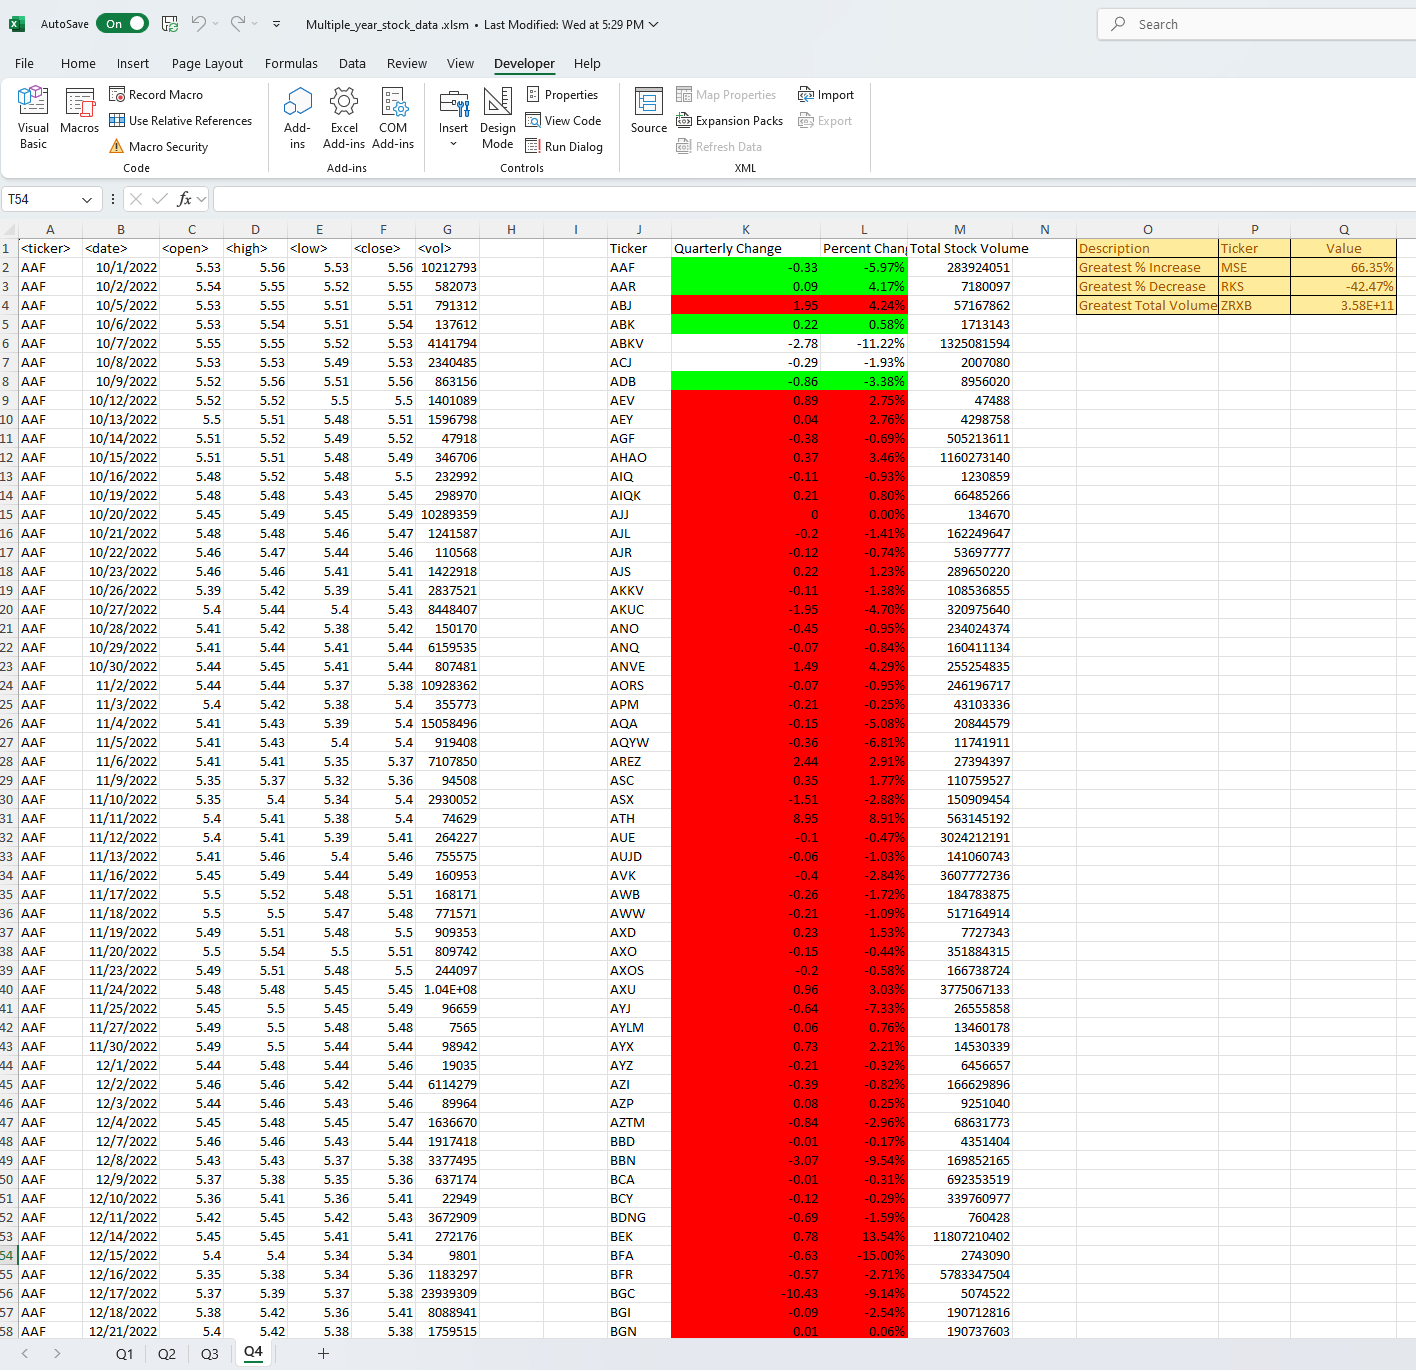 AutoSave On Multiple_year_stock_data .xlsm • Last Modified: Wed at 5:29 PM Search
File Home Insert Page Layout Formulas Data Review View Developer Help
Visual Basic Macros Record Macro Use Relative References Macro Security Code
Add-ins Excel Add-ins COM Add-ins Add-ins
Insert Design Mode Properties View Code Run Dialog Controls
Source Map Properties Expansion Packs Refresh Data Import Export XML
T54 fx
A B C D E F G H I J K L M N O P Q
1 <ticker> <date> <open> <high> <low> <close> <vol> Ticker Quarterly Change Percent Chan Total Stock Volume Description Ticker Value
2 AAF 10/1/2022 5.53 5.56 5.53 5.56 10212793 AAF -0.33 -5.97% 283924051 Greatest % Increase MSE 66.35%
3 AAF 10/2/2022 5.54 5.55 5.52 5.55 582073 AAR 0.09 4.17% 7180097 Greatest % Decrease RKS -42.47%
4 AAF 10/5/2022 5.53 5.55 5.51 5.51 791312 ABJ 1.95 4.24% 57167862 Greatest Total Volume ZRXB 3.58E+11
5 AAF 10/6/2022 5.53 5.54 5.51 5.54 137612 ABK 0.22 0.58% 1713143
6 AAF 10/7/2022 5.55 5.55 5.52 5.53 4141794 ABKV -2.78 -11.22% 1325081594
7 AAF 10/8/2022 5.53 5.53 5.49 5.53 2340485 ACJ -0.29 -1.93% 2007080
8 AAF 10/9/2022 5.52 5.56 5.51 5.56 863156 ADB -0.86 -3.38% 8956020
9 AAF 10/12/2022 5.52 5.52 5.5 5.5 1401089 AEV 0.89 2.75% 47488
10 AAF 10/13/2022 5.5 5.51 5.48 5.51 1596798 AEY 0.04 2.76% 4298758
11 AAF 10/14/2022 5.51 5.52 5.49 5.52 47918 AGF -0.38 -0.69% 505213611
12 AAF 10/15/2022 5.51 5.51 5.48 5.49 346706 AHAO 0.37 3.46% 1160273140
13 AAF 10/16/2022 5.48 5.52 5.48 5.5 232992 AIQ -0.11 -0.93% 1230859
14 AAF 10/19/2022 5.48 5.48 5.43 5.45 298970 AIQK 0.21 0.80% 66485266
15 AAF 10/20/2022 5.45 5.49 5.45 5.49 10289359 AJJ 0 0.00% 134670
16 AAF 10/21/2022 5.48 5.48 5.46 5.47 1241587 AJL -0.2 -1.41% 162249647
17 AAF 10/22/2022 5.46 5.47 5.44 5.46 110568 AJR -0.12 -0.74% 53697777
18 AAF 10/23/2022 5.46 5.46 5.41 5.41 1422918 AJS 0.22 1.23% 289650220
19 AAF 10/26/2022 5.39 5.42 5.39 5.41 2837521 AKKV -0.11 -1.38% 108536855
20 AAF 10/27/2022 5.4 5.44 5.4 5.43 8448407 AKUC -1.95 -4.70% 320975640
21 AAF 10/28/2022 5.41 5.42 5.38 5.42 150170 ANO -0.45 -0.95% 234024374
22 AAF 10/29/2022 5.41 5.44 5.41 5.44 6159535 ANQ -0.07 -0.84% 160411134
23 AAF 10/30/2022 5.44 5.45 5.41 5.44 807481 ANVE 1.49 4.29% 255254835
24 AAF 11/2/2022 5.44 5.44 5.37 5.38 10928362 AORS -0.07 -0.95% 246196717
25 AAF 11/3/2022 5.4 5.42 5.38 5.4 355773 APM -0.21 -0.25% 43103336
26 AAF 11/4/2022 5.41 5.43 5.39 5.4 15058496 AQA -0.15 -5.08% 20844579
27 AAF 11/5/2022 5.41 5.43 5.4 5.4 919408 AQYW -0.36 -6.81% 11741911
28 AAF 11/6/2022 5.41 5.41 5.35 5.37 7107850 AREZ 2.44 2.91% 27394397
29 AAF 11/9/2022 5.35 5.37 5.32 5.36 94508 ASC 0.35 1.77% 110759527
30 AAF 11/10/2022 5.35 5.4 5.34 5.4 2930052 ASX -1.51 -2.88% 150909454
31 AAF 11/11/2022 5.4 5.41 5.38 5.4 74629 ATH 8.95 8.91% 563145192
32 AAF 11/12/2022 5.4 5.41 5.39 5.41 264227 AUE -0.1 -0.47% 3024212191
33 AAF 11/13/2022 5.41 5.46 5.4 5.46 755575 AUJD -0.06 -1.03% 141060743
34 AAF 11/16/2022 5.45 5.49 5.44 5.49 160953 AVK -0.4 -2.84% 3607772736
35 AAF 11/17/2022 5.5 5.52 5.48 5.51 168171 AWB -0.26 -1.72% 184783875
36 AAF 11/18/2022 5.5 5.5 5.47 5.48 771571 AWW -0.21 -1.09% 517164914
37 AAF 11/19/2022 5.49 5.51 5.48 5.5 909353 AXD 0.23 1.53% 7727343
38 AAF 11/20/2022 5.5 5.54 5.5 5.51 809742 AXO -0.15 -0.44% 351884315
39 AAF 11/23/2022 5.49 5.51 5.48 5.5 244097 AXOS -0.2 -0.58% 166738724
40 AAF 11/24/2022 5.48 5.48 5.45 5.45 1.04E+08 AXU 0.96 3.03% 3775067133
41 AAF 11/25/2022 5.45 5.5 5.45 5.49 96659 AYJ -0.64 -7.33% 26555858
42 AAF 11/27/2022 5.49 5.5 5.48 5.48 7565 AYLM 0.06 0.76% 13460178
43 AAF 11/30/2022 5.49 5.5 5.44 5.44 98942 AYX 0.73 2.21% 14530339
44 AAF 12/1/2022 5.44 5.48 5.44 5.46 19035 AYZ -0.21 -0.32% 6456657
45 AAF 12/2/2022 5.46 5.46 5.42 5.44 6114279 AZI -0.39 -0.82% 166629896
46 AAF 12/3/2022 5.44 5.46 5.43 5.46 89964 AZP 0.08 0.25% 9251040
47 AAF 12/4/2022 5.45 5.48 5.45 5.47 1636670 AZTM -0.84 -2.96% 68631773
48 AAF 12/7/2022 5.46 5.46 5.43 5.44 1917418 BBD -0.01 -0.17% 4351404
49 AAF 12/8/2022 5.43 5.43 5.37 5.38 3377495 BBN -3.07 -9.54% 169852165
50 AAF 12/9/2022 5.37 5.38 5.35 5.36 637174 BCA -0.01 -0.31% 692353519
51 AAF 12/10/2022 5.36 5.41 5.36 5.41 22949 BCY -0.12 -0.29% 339760977
52 AAF 12/11/2022 5.42 5.45 5.42 5.43 3672909 BDNG -0.69 -1.59% 760428
53 AAF 12/14/2022 5.45 5.45 5.41 5.41 272176 BEK 0.78 13.54% 11807210402
54 AAF 12/15/2022 5.4 5.4 5.34 5.34 9801 BFA -0.63 -15.00% 2743090
55 AAF 12/16/2022 5.35 5.38 5.34 5.36 1183297 BFR -0.57 -2.71% 5783347504
56 AAF 12/17/2022 5.37 5.39 5.37 5.38 23939309 BGC -10.43 -9.14% 5074522
57 AAF 12/18/2022 5.38 5.42 5.36 5.41 8088941 BGI -0.09 -2.54% 190712816
58 AAF 12/21/2022 5.4 5.42 5.38 5.38 1759515 BGN 0.01 0.06% 190737603
Q1 Q2 Q3 Q4